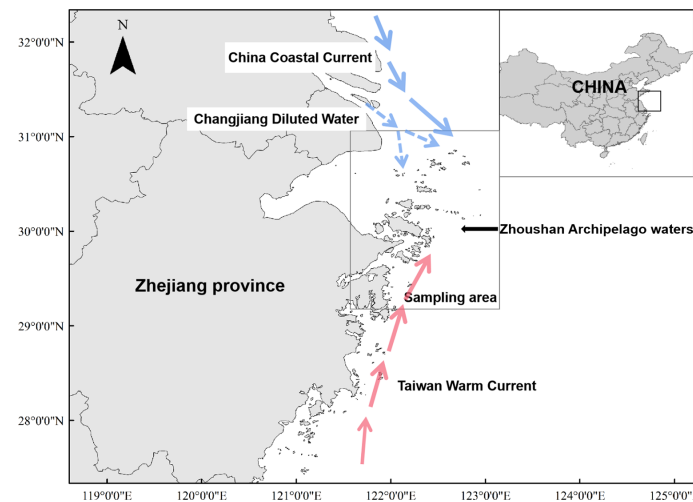 N
China Coastal Current
Changjiang Diluted Water
CHINA
Zhoushan Archipelago waters
Zhejiang province
Sampling area
Taiwan Warm Current
32°0'0"N
31°0'0"N
30°0'0"N
29°0'0"N
28°0'0"N
119°0'0"E
120°0'0"E
121°0'0"E
122°0'0"E
123°0'0"E
124°0'0"E
125°0'0"E